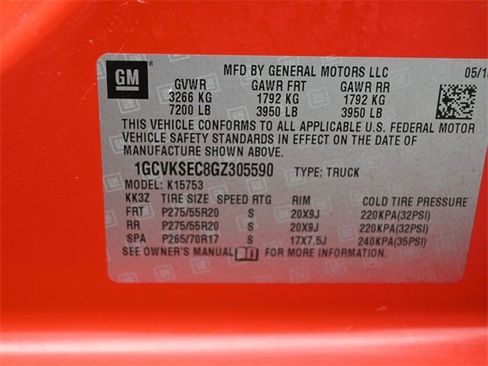 GM
MFD BY GENERAL MOTORS LLC 05/1
GVWR GAWR FRT GAWR RR
3266 KG 1792 KG 1792 KG
7200 LB 3950 LB 3950 LB
THIS VEHICLE CONFORMS TO ALL APPLICABLE U.S. FEDERAL MOTOR
VEHICLE SAFETY STANDARDS IN EFFECT ON THE DATE OF
MANUFACTURE SHOWN ABOVE.
1GCVKSEC8GZ305590 TYPE: TRUCK
MODEL: K15753
KK3Z TIRE SIZE SPEED RTG RIM COLD TIRE PRESSURE
FRT P275/55R20 S 20X9J 220KPA(32PSI)
RR P275/55R20 S 20X9J 220KPA(32PSI)
SPA P265/70R17 S 17X7.5J 240KPA(35PSI)
SEE OWNER'S MANUAL FOR MORE INFORMATION.